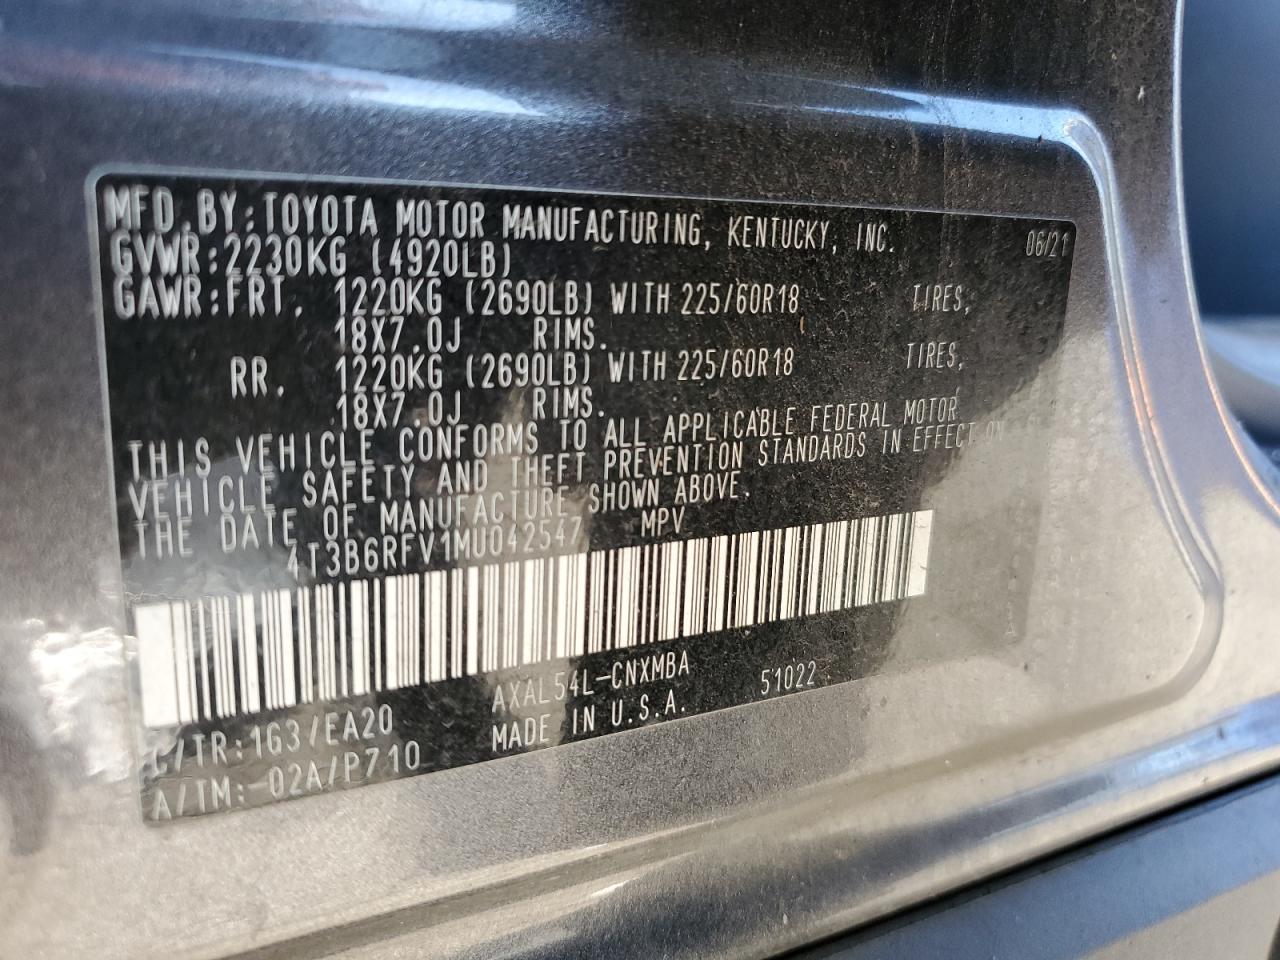 MFD.BY:TOYOTA MOTOR MANUFACTURING, KENTUCKY, INC. 06/21
GVWR:2230KG (4920LB)
GAWR:FRT. 1220KG (2690LB) WITH 225/60R18 TIRES,
18X7.0J RIMS.
RR. 1220KG (2690LB) WITH 225/60R18 TIRES,
18X7.0J RIMS.
THIS VEHICLE CONFORMS TO ALL APPLICABLE FEDERAL MOTOR
VEHICLE SAFETY AND THEFT PREVENTION STANDARDS IN EFFECT ON
THE DATE OF MANUFACTURE SHOWN ABOVE.
4T3B6RFV1MU042547 MPV
C/TR:1G3/EA20 AXAL54L-CNXMBA 51022
A/TM:-02A/P710 MADE IN U.S.A.